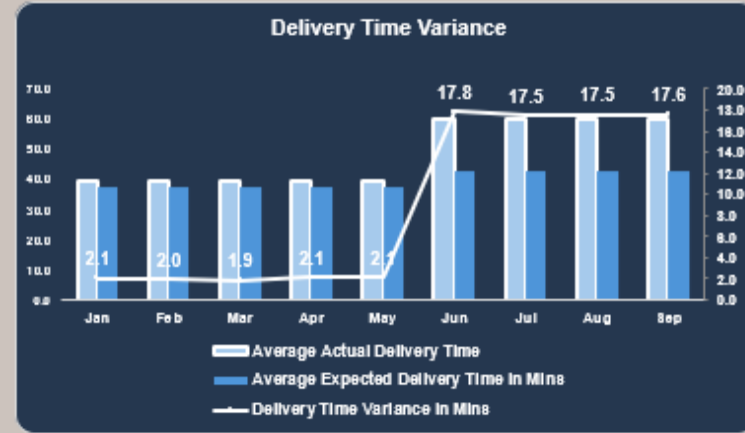 Delivery Time Variance
70.0
60.0
50.0
40.0
30.0
20.0
10.0
0.0
17.8 17.5 17.5 17.6
2.1 2.0 1.9 2.1 2.1
20.0
18.0
16.0
14.0
12.0
10.0
8.0
6.0
4.0
2.0
0.0
Jan Feb Mar Apr May Jun Jul Aug Sep
Average Actual Delivery Time
Average Expected Delivery Time in Mins
Delivery Time Variance in Mins